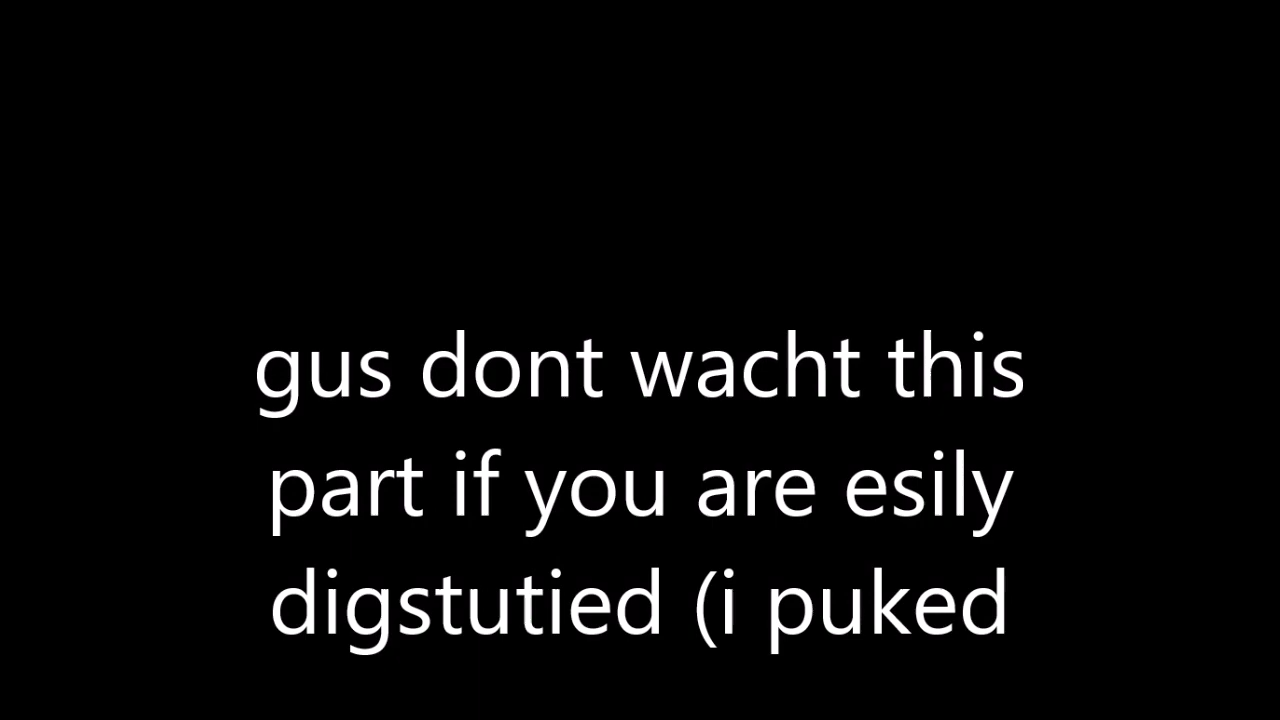 gus dont wacht this
part if you are esily
digstutied (i puked